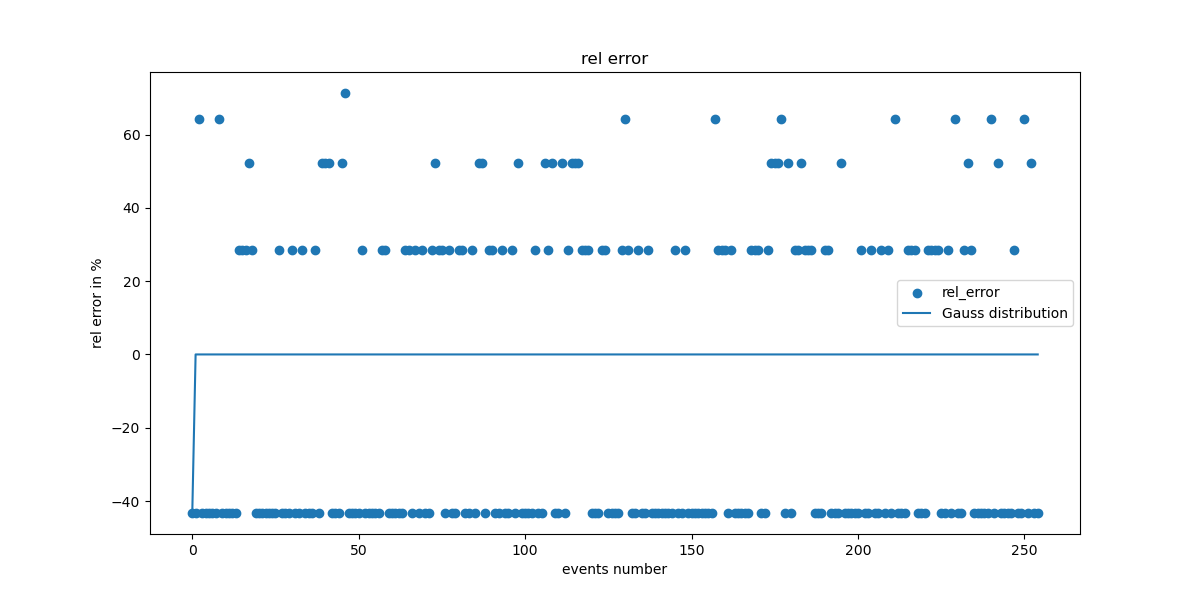 rel error
60
40
20
0
−20
−40
rel error in %
rel_error
Gauss distribution
0
50
100
150
200
250
events number